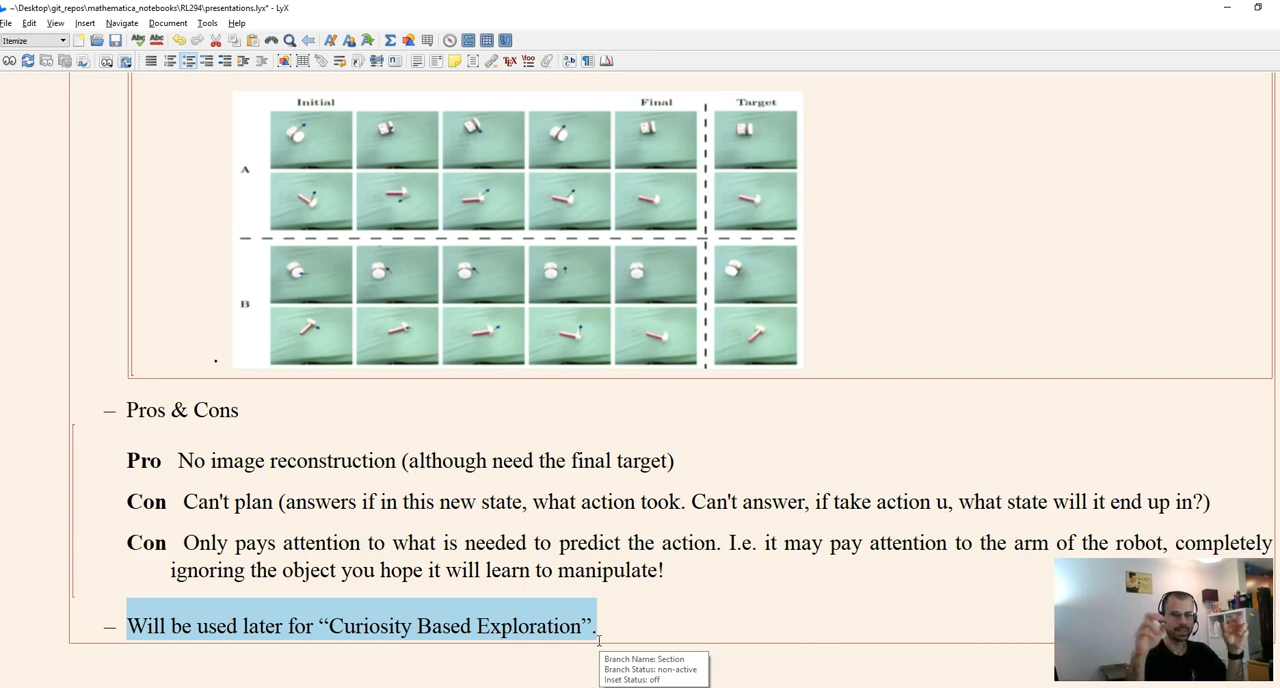 ~\Desktop\git_repos\mathematica_notebooks\RL294\presentations.lyx* - LyX
File Edit View Insert Navigate Document Tools Help
Itemize
Initial Final Target
A
B
– Pros & Cons
Pro No image reconstruction (although need the final target)
Con Can't plan (answers if in this new state, what action took. Can't answer, if take action u, what state will it end up in?)
Con Only pays attention to what is needed to predict the action. I.e. it may pay attention to the arm of the robot, completely
ignoring the object you hope it will learn to manipulate!
– Will be used later for “Curiosity Based Exploration”.
Branch Name: Section
Branch Status: non-active
Inset Status: off